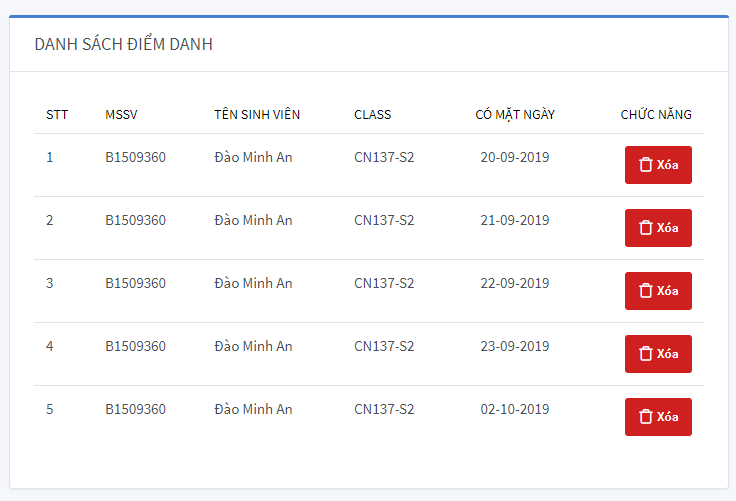 DANH SÁCH ĐIỂM DANH
STT MSSV TÊN SINH VIÊN CLASS CÓ MẶT NGÀY CHỨC NĂNG
1 B1509360 Đào Minh An CN137-S2 20-09-2019 Xóa
2 B1509360 Đào Minh An CN137-S2 21-09-2019 Xóa
3 B1509360 Đào Minh An CN137-S2 22-09-2019 Xóa
4 B1509360 Đào Minh An CN137-S2 23-09-2019 Xóa
5 B1509360 Đào Minh An CN137-S2 02-10-2019 Xóa